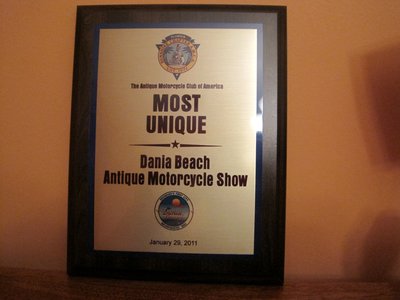 The Antique Motorcycle Club of America
MOST
UNIQUE
Dania Beach
Antique Motorcycle Show
January 29, 2011